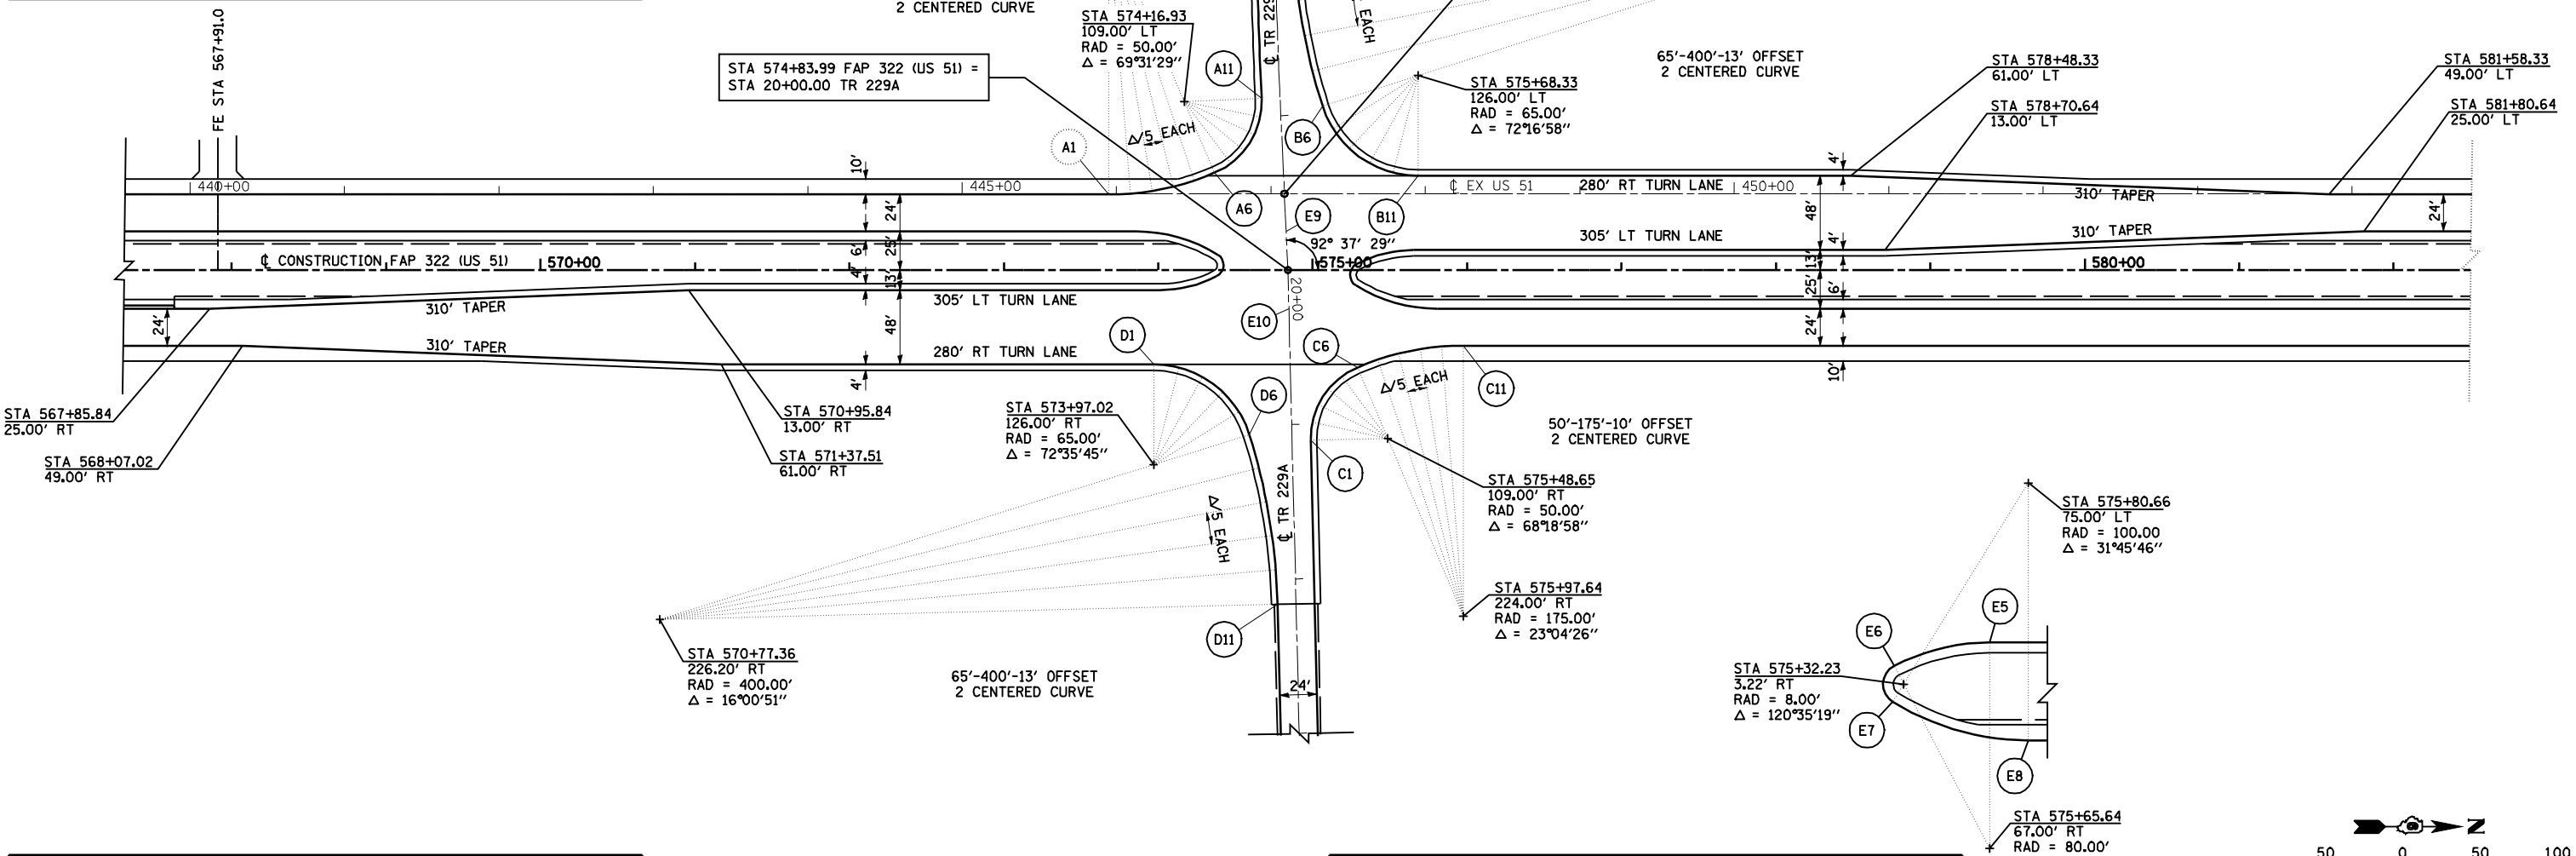 2 CENTERED CURVE
STA 574+16.93
109.00' LT
RAD = 50.00'
Δ = 69°31'29''
℄ TR 229
EACH
FE STA 567+91.0
STA 574+83.99 FAP 322 (US 51) =
STA 20+00.00 TR 229A
A11
Δ/5 EACH
A1
B6
STA 575+68.33
126.00' LT
RAD = 65.00'
Δ = 72°16'58''
65'-400'-13' OFFSET
2 CENTERED CURVE
STA 578+48.33
61.00' LT
STA 578+70.64
13.00' LT
STA 581+58.33
49.00' LT
STA 581+80.64
25.00' LT
440+00
10'
445+00
℄ EX US 51
280' RT TURN LANE
450+00
4'
310' TAPER
A6
E9
B11
24'
48'
24'
92° 37' 29''
305' LT TURN LANE
4'
310' TAPER
6'
25'
℄ CONSTRUCTION FAP 322 (US 51)
570+00
575+00
13'
580+00
4'
13'
25'
6'
310' TAPER
305' LT TURN LANE
20+00
24'
48'
24'
E10
D1
C6
310' TAPER
280' RT TURN LANE
4'
10'
Δ/5 EACH
C11
D6
STA 567+85.84
25.00' RT
STA 568+07.02
49.00' RT
STA 570+95.84
13.00' RT
STA 571+37.51
61.00' RT
STA 573+97.02
126.00' RT
RAD = 65.00'
Δ = 72°35'45''
50'-175'-10' OFFSET
2 CENTERED CURVE
C1
STA 575+48.65
109.00' RT
RAD = 50.00'
Δ = 68°18'58''
Δ/5 EACH
℄ TR 229A
STA 575+80.66
75.00' LT
RAD = 100.00
Δ = 31°45'46''
STA 575+97.64
224.00' RT
RAD = 175.00'
Δ = 23°04'26''
D11
E5
E6
STA 570+77.36
226.20' RT
RAD = 400.00'
Δ = 16°00'51''
65'-400'-13' OFFSET
2 CENTERED CURVE
24'
STA 575+32.23
3.22' RT
RAD = 8.00'
Δ = 120°35'19''
E7
E8
STA 575+65.64
67.00' RT
RAD = 80.00'
N
50 0 50 100